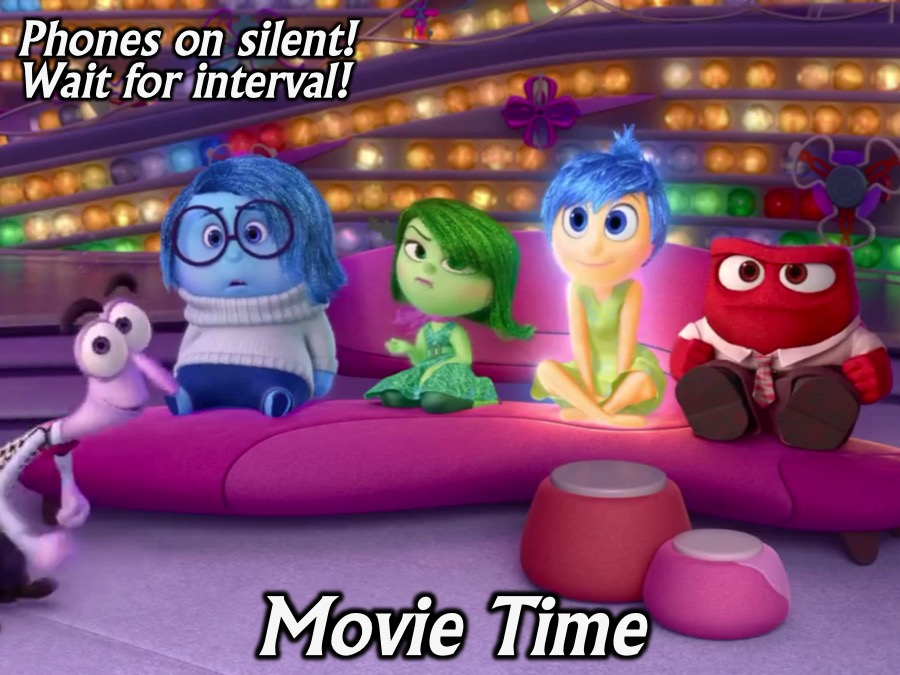 Phones on silent!
Wait for interval!
Movie Time